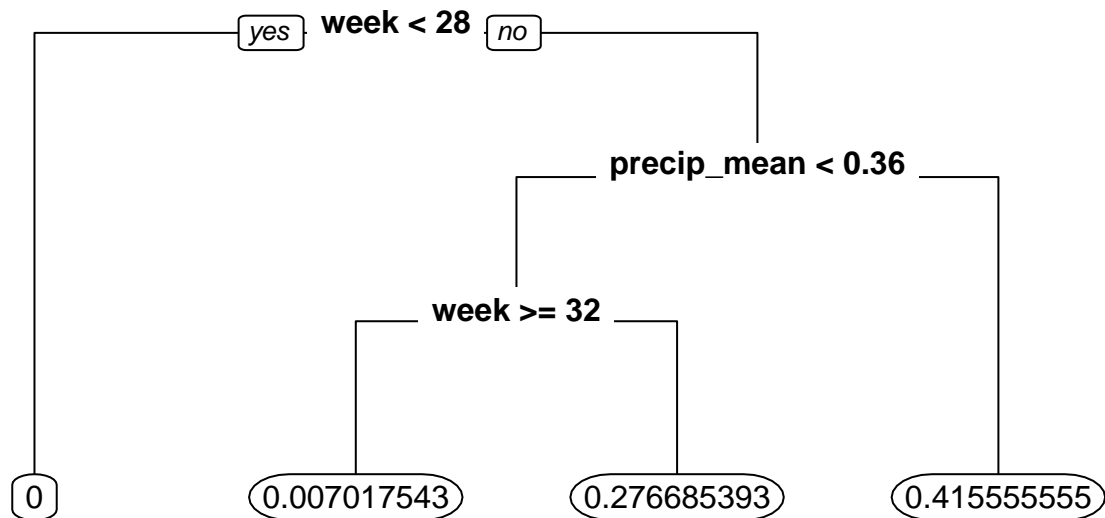 yes week < 28 no
precip_mean < 0.36
week >= 32
0 0.007017543 0.276685393 0.415555555